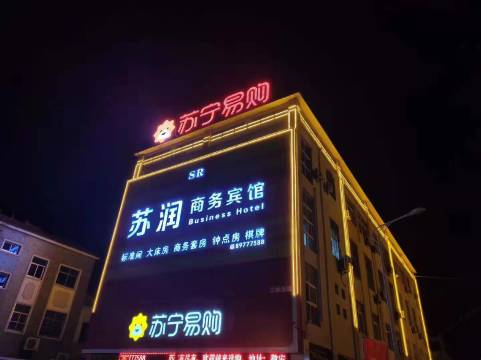 苏宁易购
SR
苏润 商务宾馆
Business Hotel
标准间 大床房 商务套房 钟点房 棋牌
苏宁易购